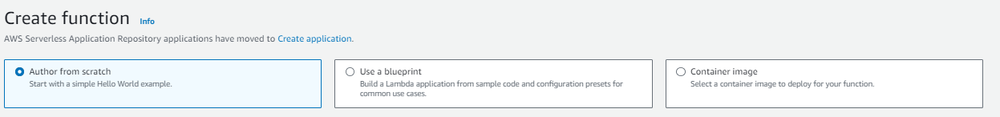 Create function Info
AWS Serverless Application Repository applications have moved to Create application.
Author from scratch
Start with a simple Hello World example.
Use a blueprint
Build a Lambda application from sample code and configuration presets for
common use cases.
Container image
Select a container image to deploy for your function.